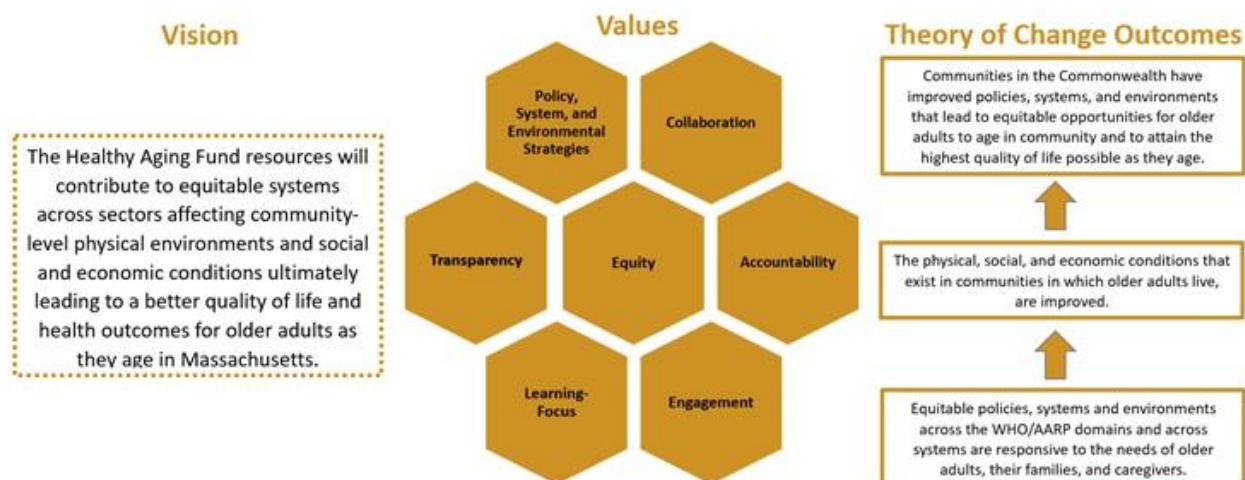 Vision
The Healthy Aging Fund resources will
contribute to equitable systems
across sectors affecting community-
level physical environments and social
and economic conditions ultimately
leading to a better quality of life and
health outcomes for older adults as
they age in Massachusetts.
Values
Policy,
System, and
Environmental
Strategies
Collaboration
Transparency
Equity
Accountability
Learning-
Focus
Engagement
Theory of Change Outcomes
Communities in the Commonwealth have
improved policies, systems, and environments
that lead to equitable opportunities for older
adults to age in community and to attain the
highest quality of life possible as they age.
The physical, social, and economic conditions that
exist in communities in which older adults live,
are improved.
Equitable policies, systems and environments
across the WHO/AARP domains and across
systems are responsive to the needs of older
adults, their families, and caregivers.